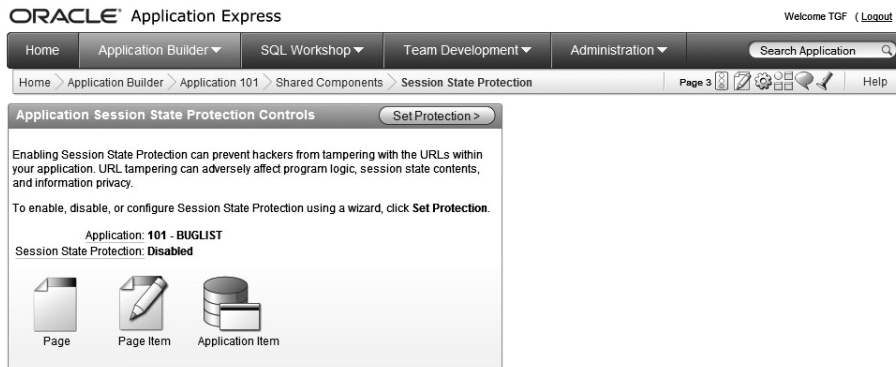 ORACLE® Application Express
Welcome TGF ( Logout
Home Application Builder SQL Workshop Team Development Administration Search Application
Home Application Builder Application 101 Shared Components Session State Protection Page 3 Help
Application Session State Protection Controls Set Protection >
Enabling Session State Protection can prevent hackers from tampering with the URLs within
your application. URL tampering can adversely affect program logic, session state contents,
and information privacy.
To enable, disable, or configure Session State Protection using a wizard, click Set Protection.
Application: 101 - BUGLIST
Session State Protection: Disabled
Page Page Item Application Item